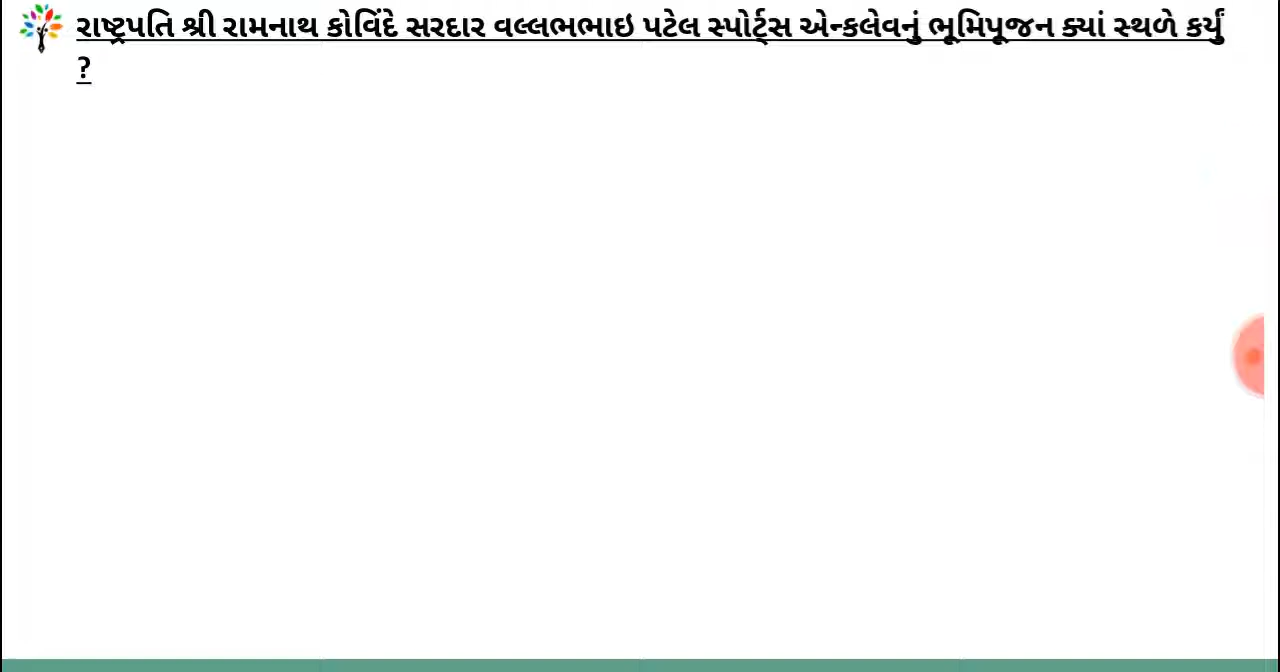 રાષ્ટ્રપતિ શ્રી રામનાથ કોવિંદે સરદાર વલ્લભભાઇ પટેલ સ્પોર્ટ્સ એન્કલેવનું ભૂમિપૂજન ક્યાં સ્થળે કર્યું
?